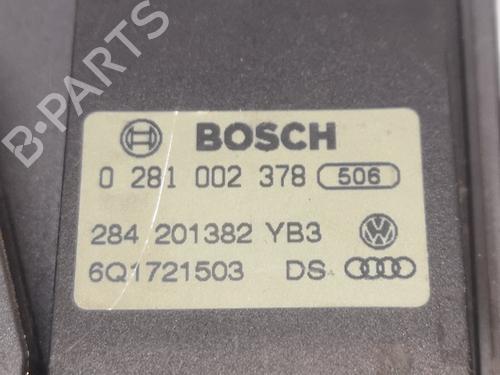 B-PARTS
BOSCH
0 281 002 378 506
284 201382 YB3
6Q1721503 DS